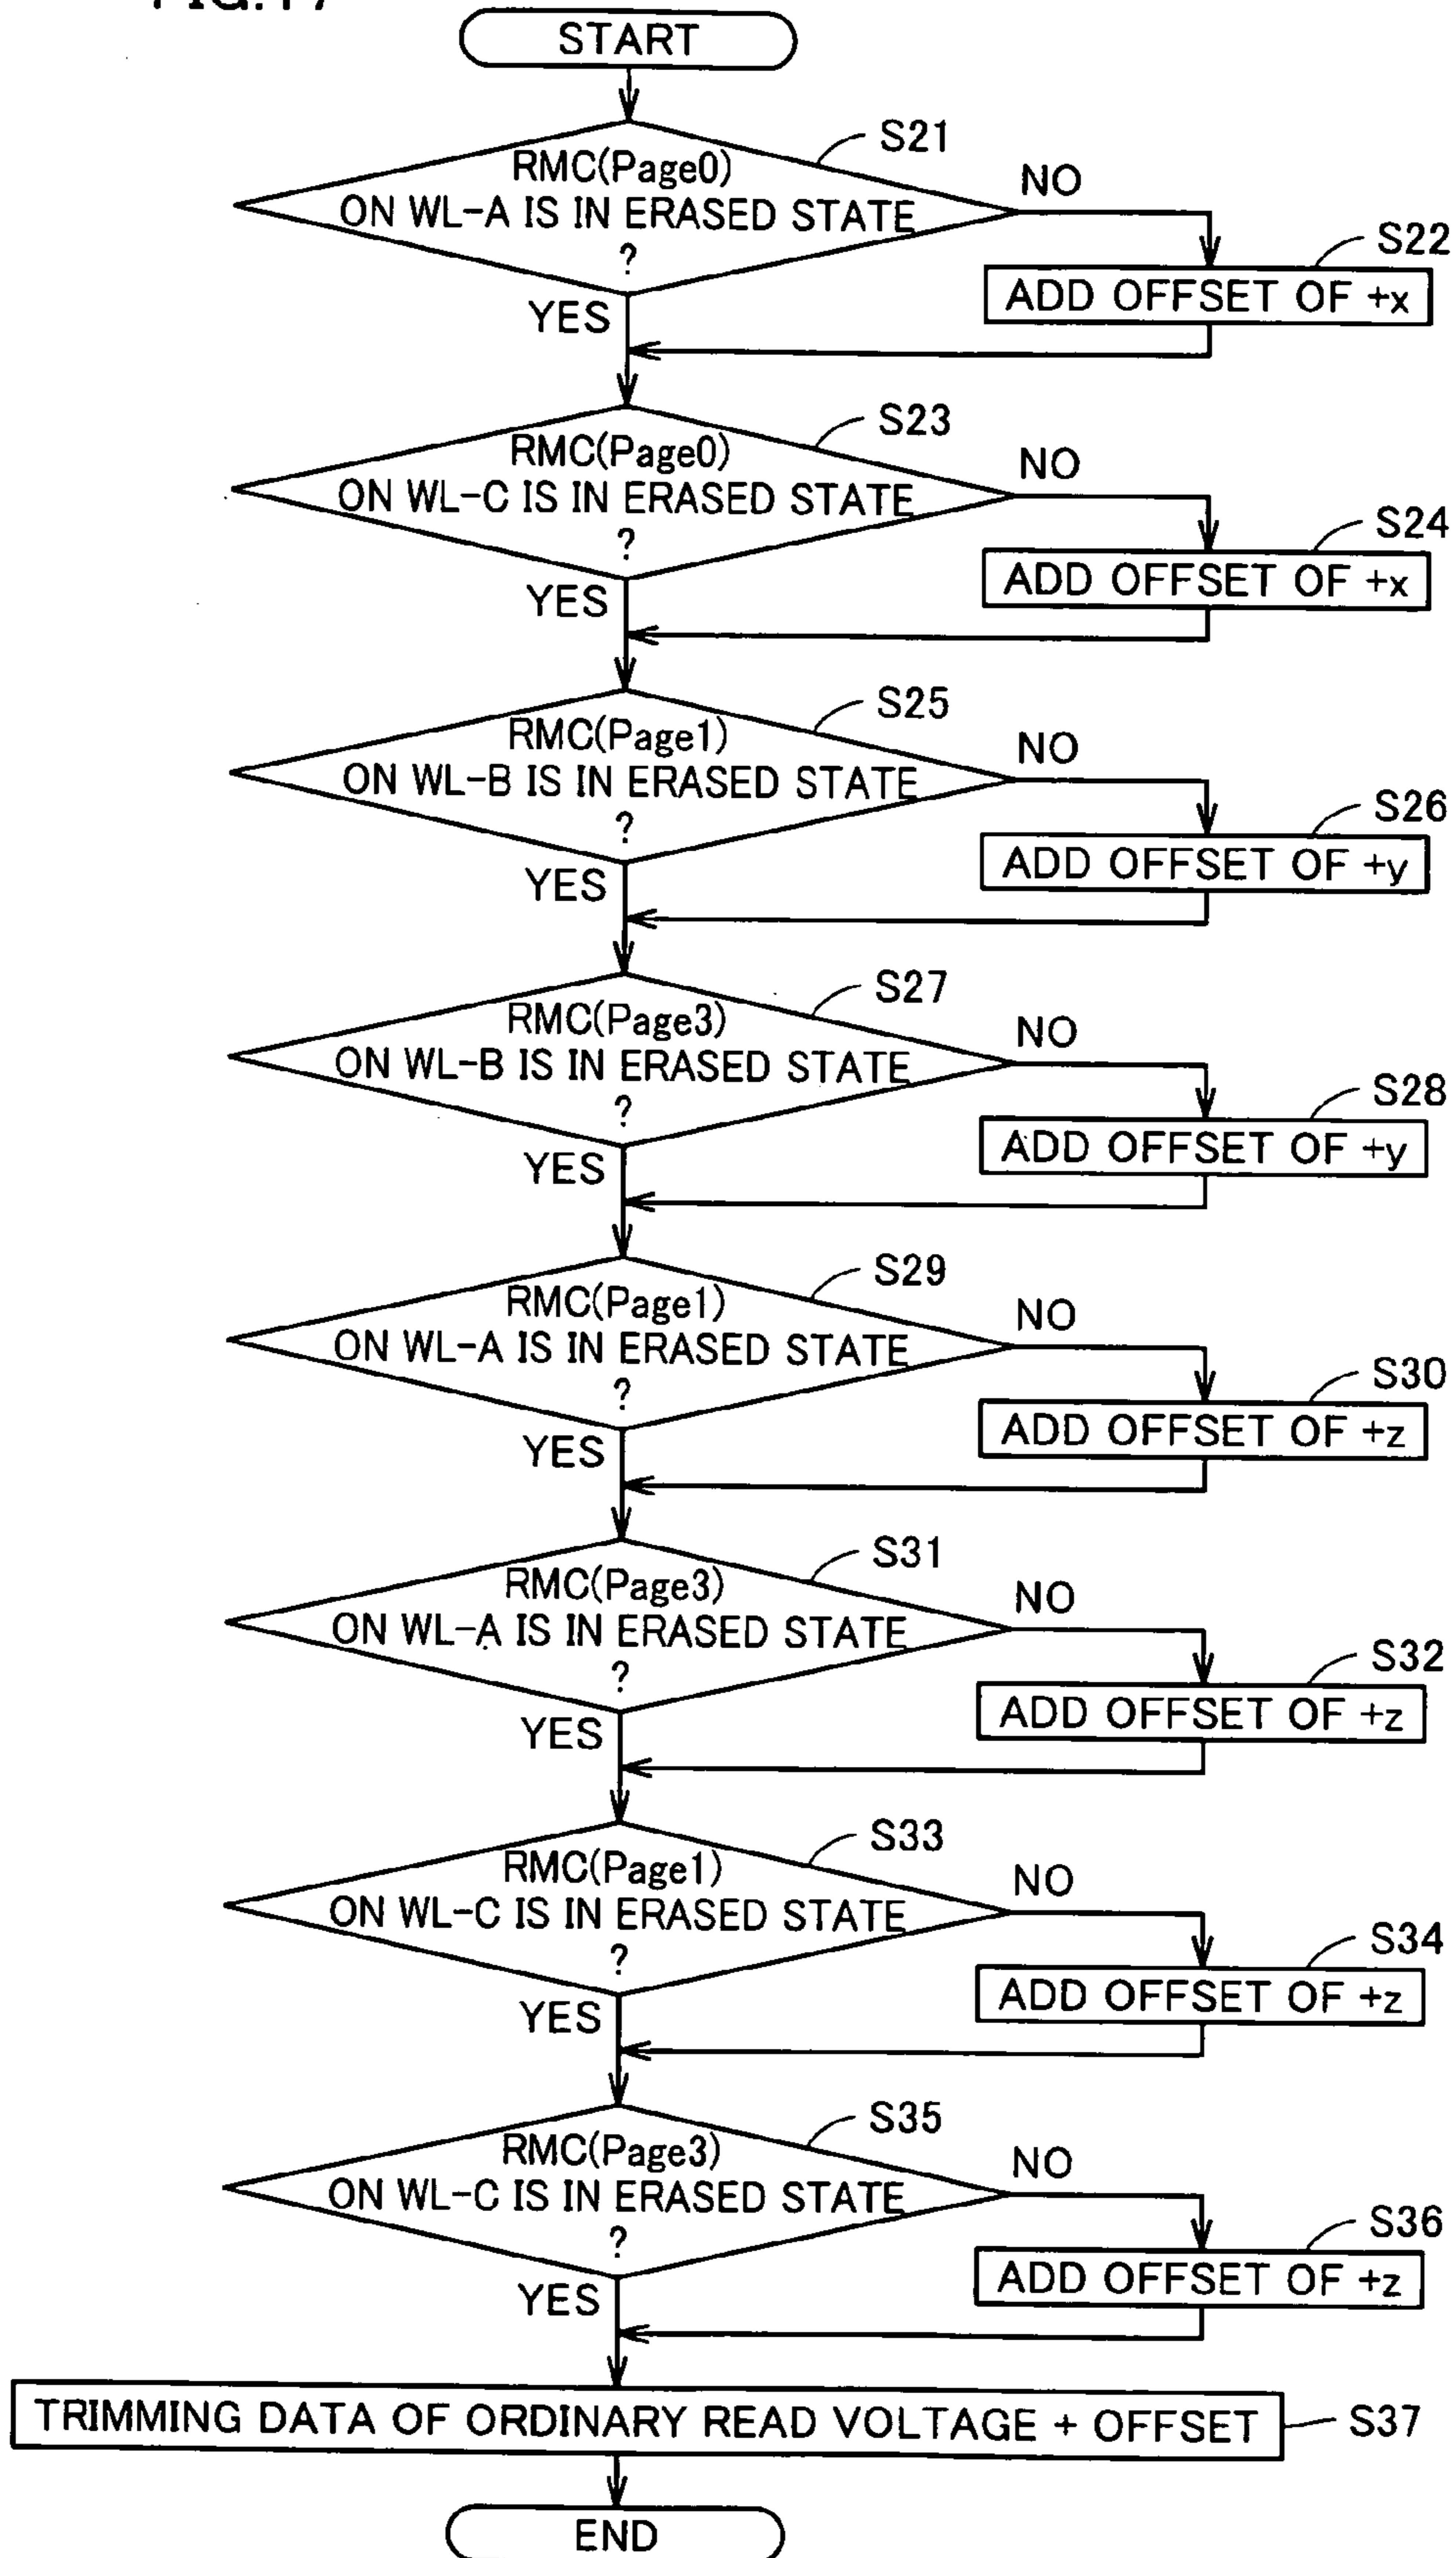 FIG.17
START
S21
RMC(Page0)
ON WL-A IS IN ERASED STATE
?
NO
YES
S22
ADD OFFSET OF +x
S23
RMC(Page0)
ON WL-C IS IN ERASED STATE
?
NO
YES
S24
ADD OFFSET OF +x
S25
RMC(Page1)
ON WL-B IS IN ERASED STATE
?
NO
YES
S26
ADD OFFSET OF +y
S27
RMC(Page3)
ON WL-B IS IN ERASED STATE
?
NO
YES
S28
ADD OFFSET OF +y
S29
RMC(Page1)
ON WL-A IS IN ERASED STATE
?
NO
YES
S30
ADD OFFSET OF +z
S31
RMC(Page3)
ON WL-A IS IN ERASED STATE
?
NO
YES
S32
ADD OFFSET OF +z
S33
RMC(Page1)
ON WL-C IS IN ERASED STATE
?
NO
YES
S34
ADD OFFSET OF +z
S35
RMC(Page3)
ON WL-C IS IN ERASED STATE
?
NO
YES
S36
ADD OFFSET OF +z
TRIMMING DATA OF ORDINARY READ VOLTAGE + OFFSET
S37
END